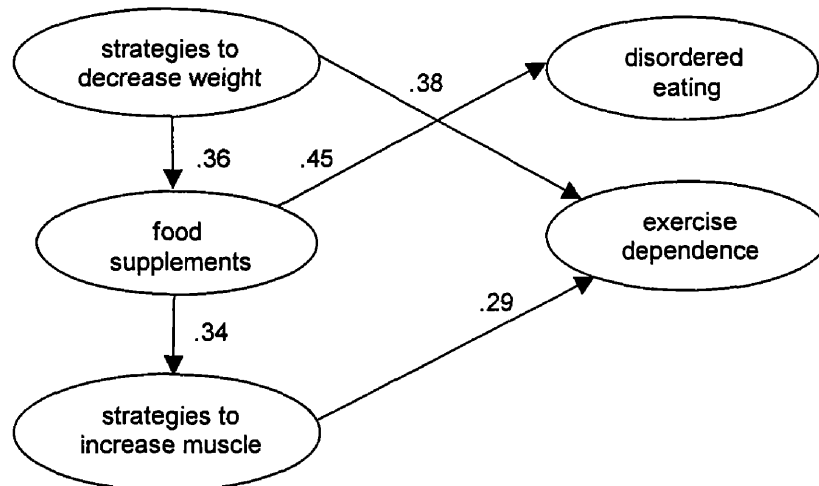 strategies to
decrease weight
disordered
eating
.38
.36
.45
food
supplements
exercise
dependence
.34
.29
strategies to
increase muscle